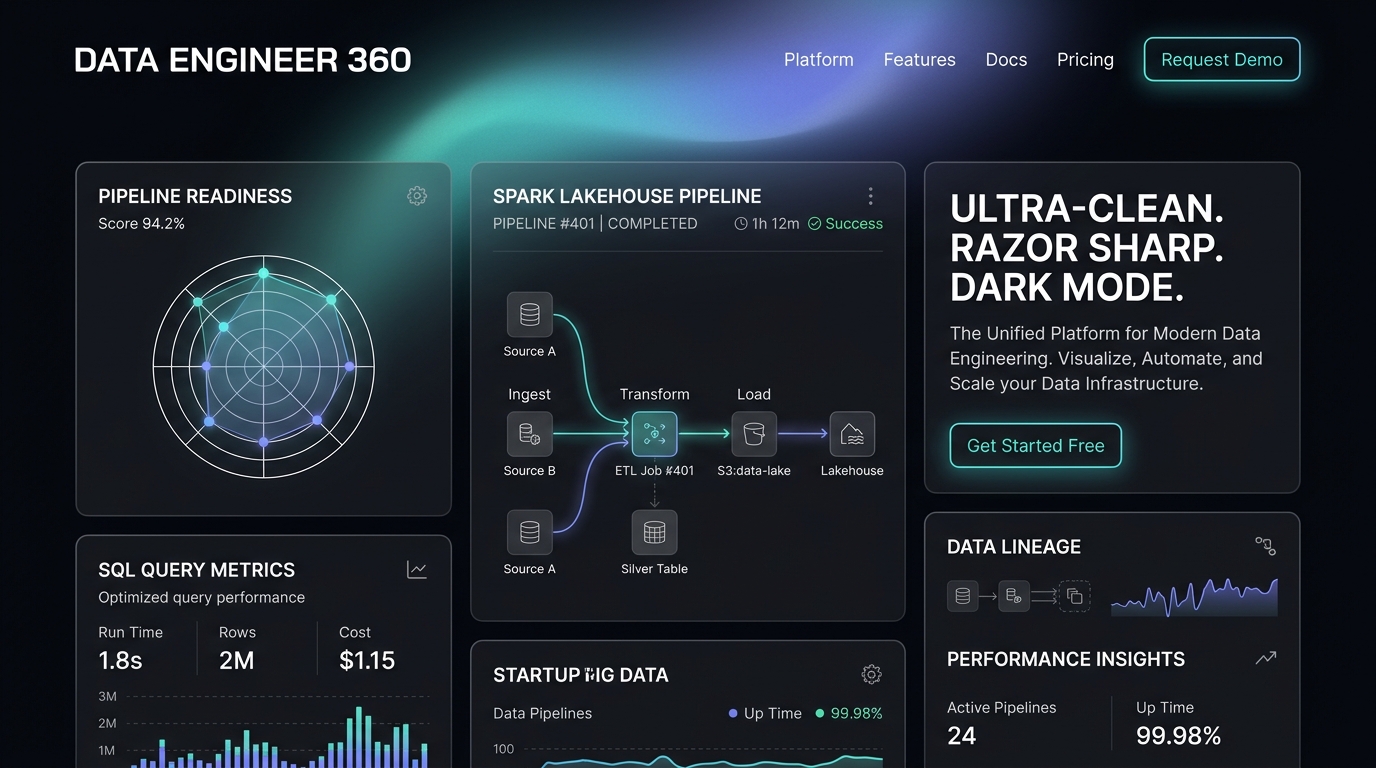 DATA ENGINEER 360
Platform
Features
Docs
Pricing
Request Demo
PIPELINE READINESS
Score 94.2%
SPARK LAKEHOUSE PIPELINE
PIPELINE #401 | COMPLETED
1h 12m
Success
Source A
Ingest
Transform
Load
Source B
ETL Job #401
S3:data-lake
Lakehouse
Source A
Silver Table
ULTRA-CLEAN.
RAZOR SHARP.
DARK MODE.
The Unified Platform for Modern Data
Engineering. Visualize, Automate, and
Scale your Data Infrastructure.
Get Started Free
SQL QUERY METRICS
Optimized query performance
Run Time
Rows
Cost
1.8s
2M
$1.15
3M
2M
1M
STARTUP
DATA
Data Pipelines
Up Time
99.98%
100
DATA LINEAGE
PERFORMANCE INSIGHTS
Active Pipelines
Up Time
24
99.98%